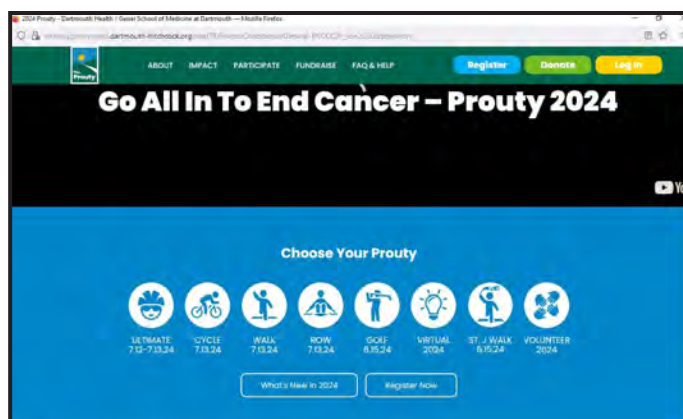 2024 Prouty - Dartmouth Health | Geisel School of Medicine at Dartmouth — Mozilla Firefox
dartmouth-hitchcock.org
The Prouty
ABOUT IMPACT PARTICIPATE FUNDRAISE FAQ & HELP Register Donate Log In
Go All In To End Cancer – Prouty 2024
Choose Your Prouty
ULTIMATE CYCLE WALK ROW GOLF VIRTUAL ST. J WALK VOLUNTEER
7.12-7.13.24 7.13.24 7.13.24 7.13.24 6.15.24 2024 6.15.24 2024
What's New in 2024 Register Now